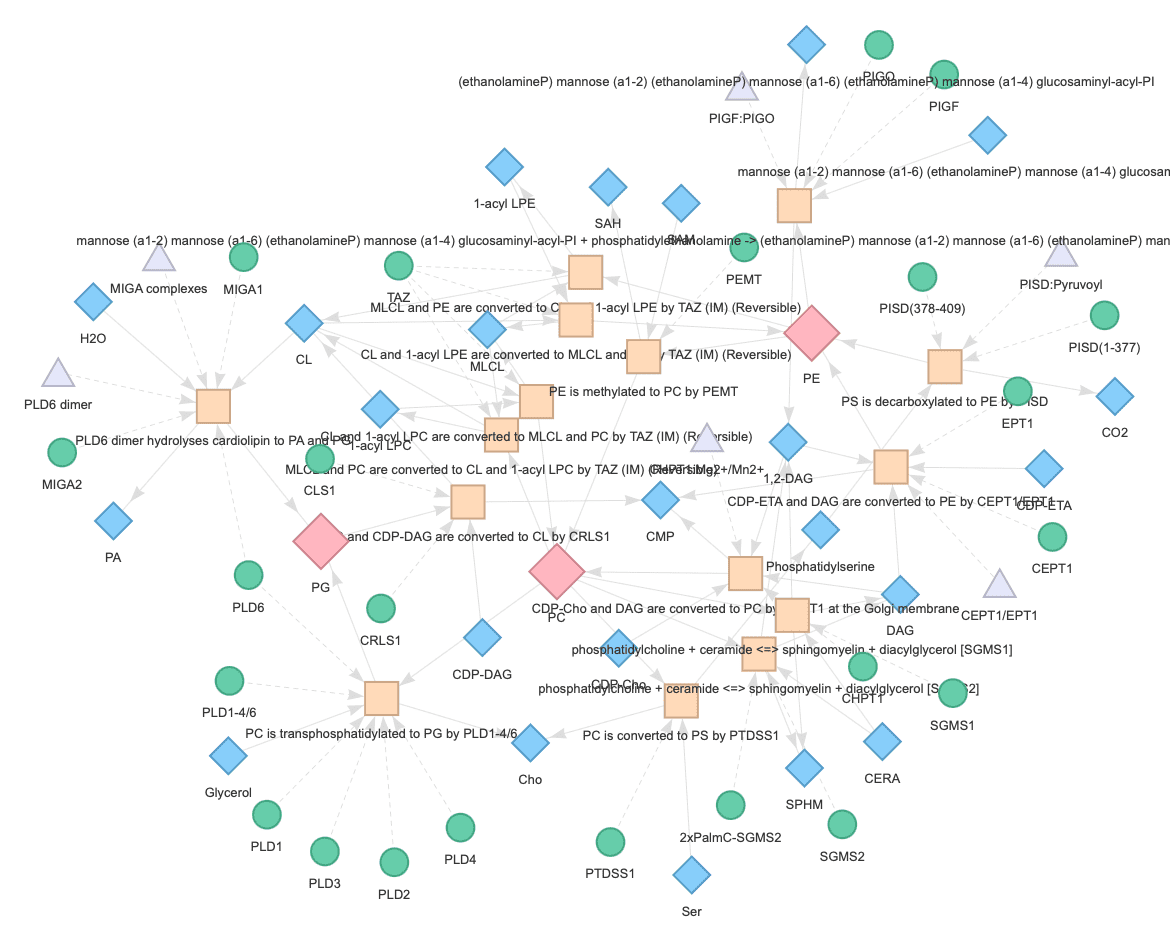 PIGO
(ethanolamineP) mannose (a1-2) (ethanolamineP) mannose (a1-6) (ethanolamineP) mannose (a1-4) glucosaminyl-acyl-PI
PIGF
PIGF:PIGO
mannose (a1-2) mannose (a1-6) (ethanolamineP) mannose (a1-4)
1-acyl LPE
SAH
SAM
mannose (a1-2) mannose (a1-6) (ethanolamineP) mannose (a1-4) glucosaminyl-acyl-PI + phosphatidylethanolamine -> (ethanolamineP) mannose (a1-2) mannose (a1-6) (ethanolamineP)
PEMT
MIGA complexes
MIGA1
TAZ
PISD:Pyruvoyl
PISD(378-409)
MLCL and PE are converted to CL and 1-acyl LPE by TAZ (IM) (Reversible)
H2O
CL
MLCL
PISD(1-377)
CL and 1-acyl LPE are converted to MLCL and PE by TAZ (IM) (Reversible)
PE
PE is methylated to PC by PEMT
PS is decarboxylated to PE by PISD
PLD6 dimer
EPT1
CO2
PLD6 dimer hydrolyses cardiolipin to PA and PG
1-acyl LPC
CL and 1-acyl LPC are converted to MLCL and PC by TAZ (IM) (Reversible)
MIGA2
MLCL and PC are converted to CL and 1-acyl LPC by TAZ (IM) (Reversible)
CHPT1:Mg2+/Mn2+
1,2-DAG
CLS1
CDP-ETA and DAG are converted to PE by CEPT1/EPT1
CDP-ETA
PA
PG and CDP-DAG are converted to CL by CRLS1
CMP
Phosphatidylserine
CEPT1
PG
PLD6
CRLS1
PC
CDP-Cho and DAG are converted to PC by CHPT1 at the Golgi membrane
DAG
CEPT1/EPT1
phosphatidylcholine + ceramide <=> sphingomyelin + diacylglycerol [SGMS1]
CDP-DAG
CDP-Cho
phosphatidylcholine + ceramide <=> sphingomyelin + diacylglycerol [SGMS2]
CHPT1
PLD1-4/6
SGMS1
PC is transphosphatidylated to PG by PLD1-4/6
PC is converted to PS by PTDSS1
Glycerol
Cho
CERA
SPHM
PLD1
PLD3
PLD2
PLD4
PTDSS1
2xPalmC-SGMS2
SGMS2
Ser